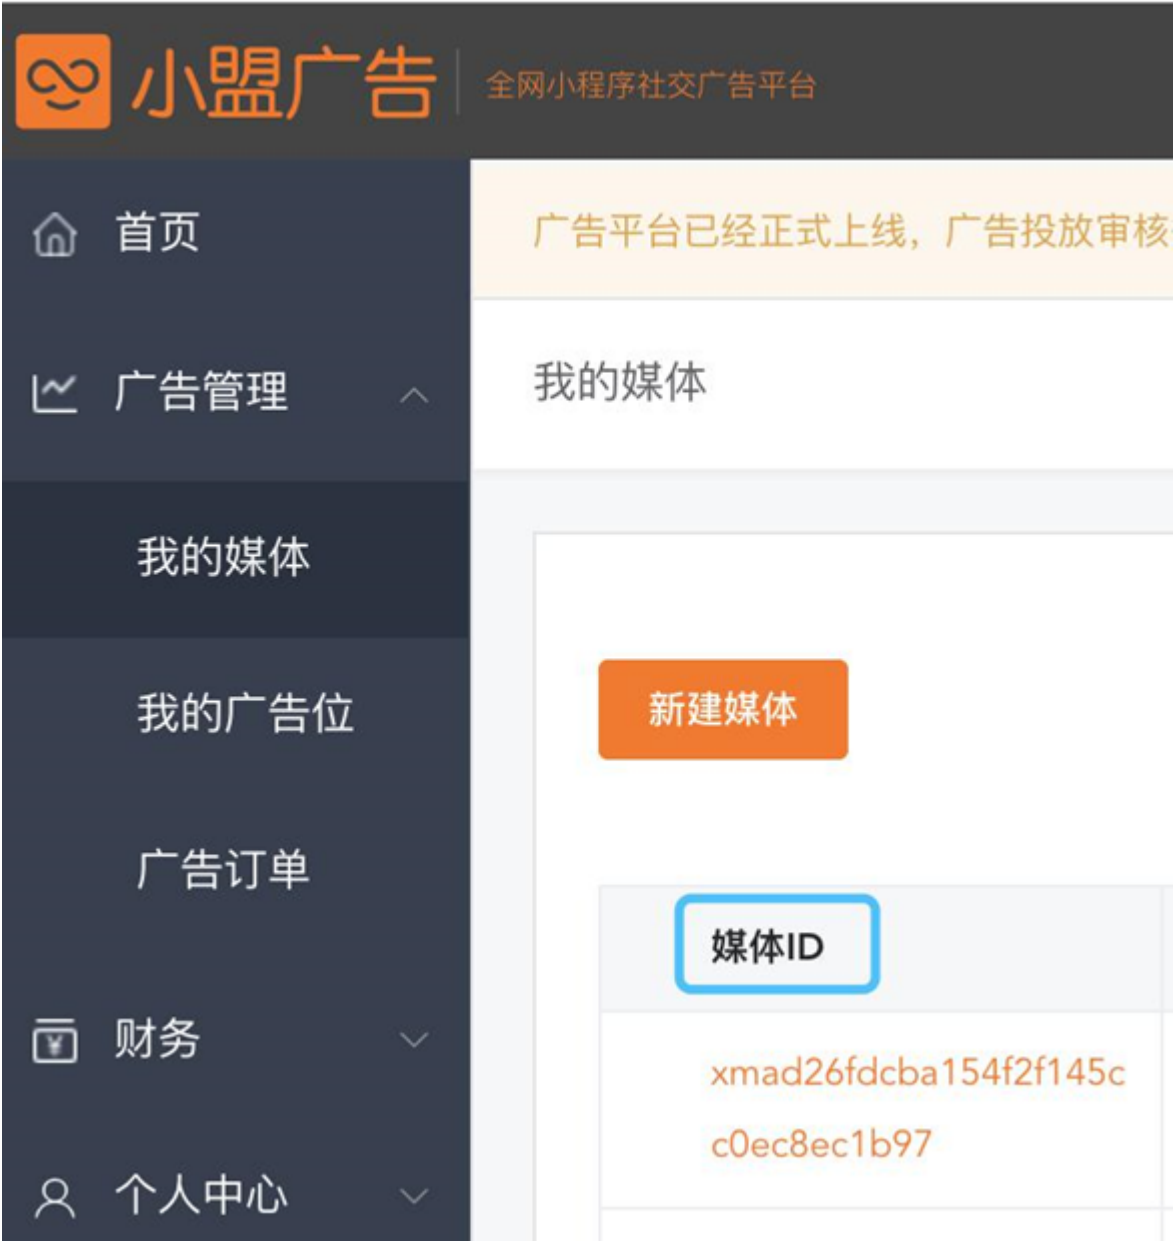 小盟广告
全网小程序社交广告平台
首页
广告平台已经正式上线，广告投放审核
广告管理
我的媒体
我的媒体
我的广告位
新建媒体
广告订单
媒体ID
财务
xmad26fdcba154f2f145c
c0ec8ec1b97
个人中心